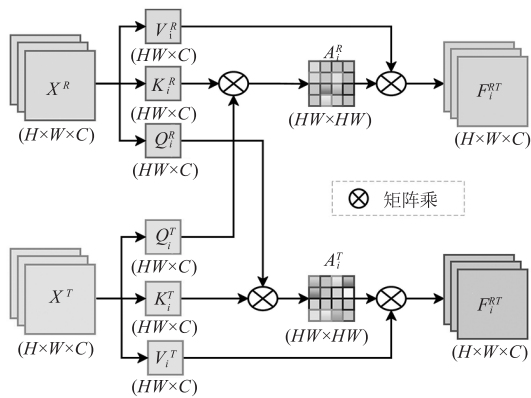 V_i^R
(HW×C)
X^R
(H×W×C)
K_i^R
(HW×C)
Q_i^R
(HW×C)
A_i^R
(HW×HW)
F_i^{RT}
(H×W×C)
矩阵乘
Q_i^T
(HW×C)
X^T
(H×W×C)
K_i^T
(HW×C)
V_i^T
(HW×C)
A_i^T
(HW×HW)
F_i^{RT}
(H×W×C)